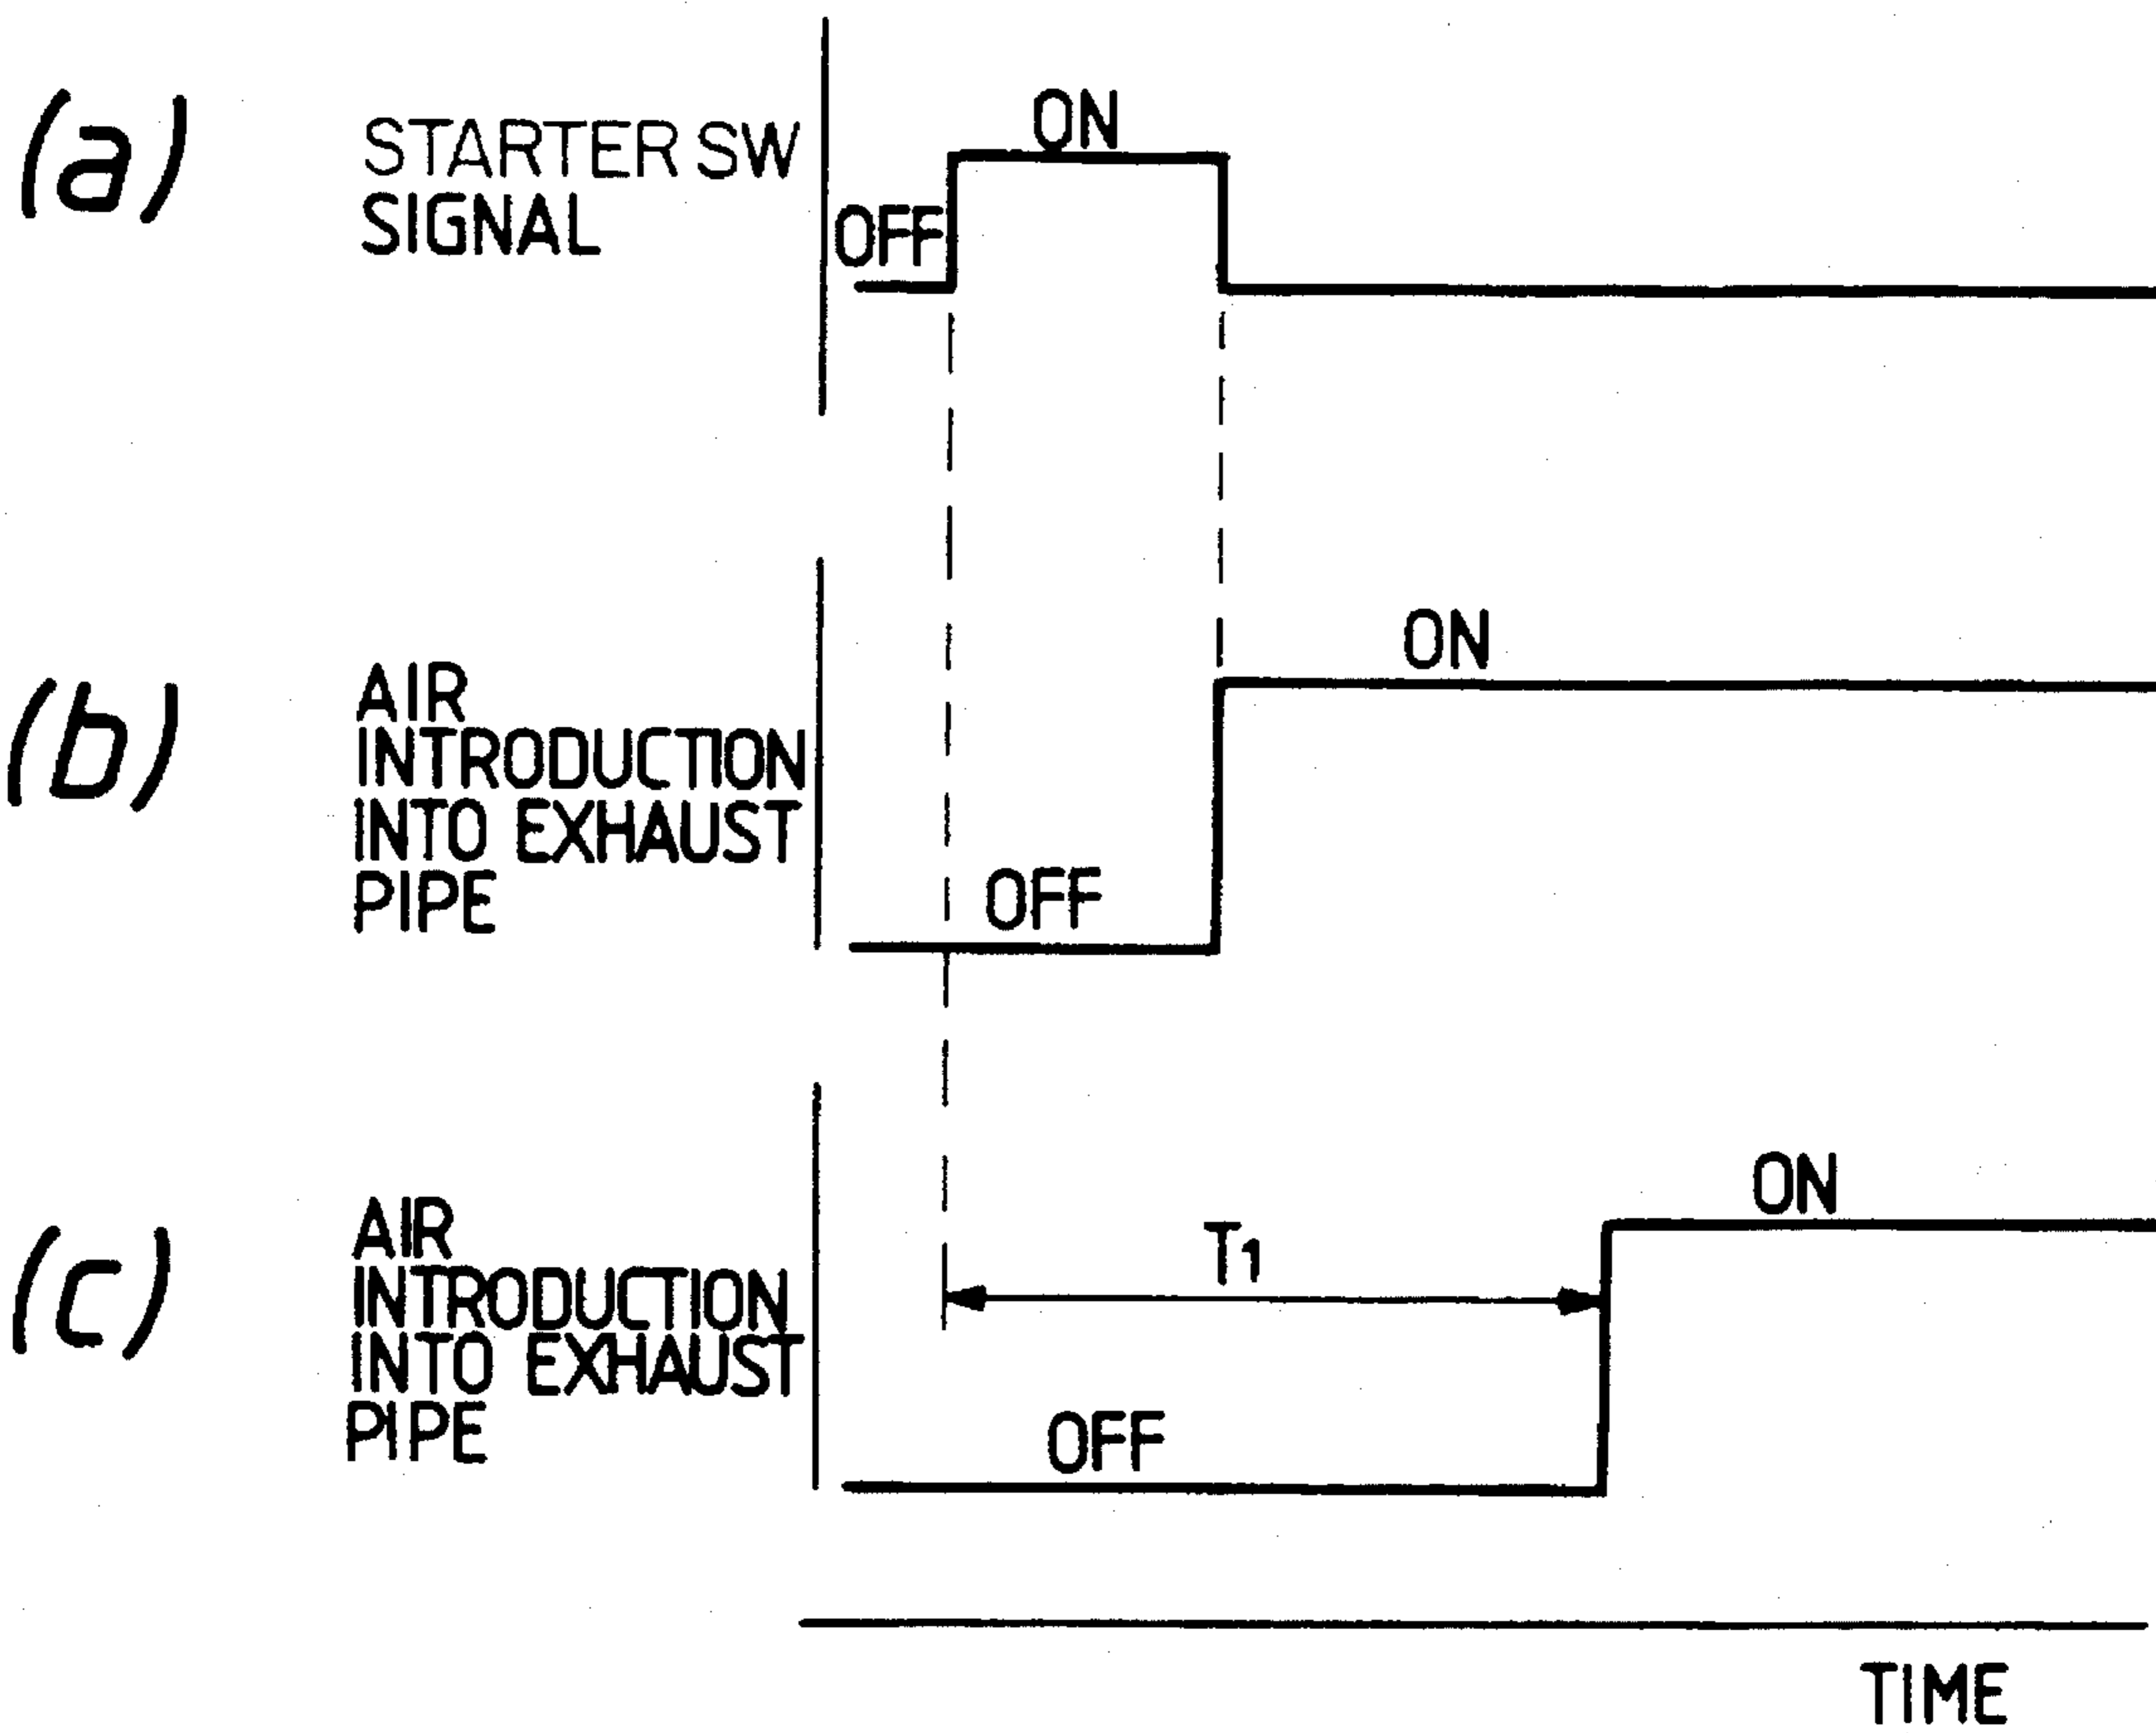 (a)
STARTER SW
SIGNAL
ON
OFF
(b)
AIR
INTRODUCTION
INTO EXHAUST
PIPE
ON
OFF
(c)
AIR
INTRODUCTION
INTO EXHAUST
PIPE
ON
T1
OFF
TIME